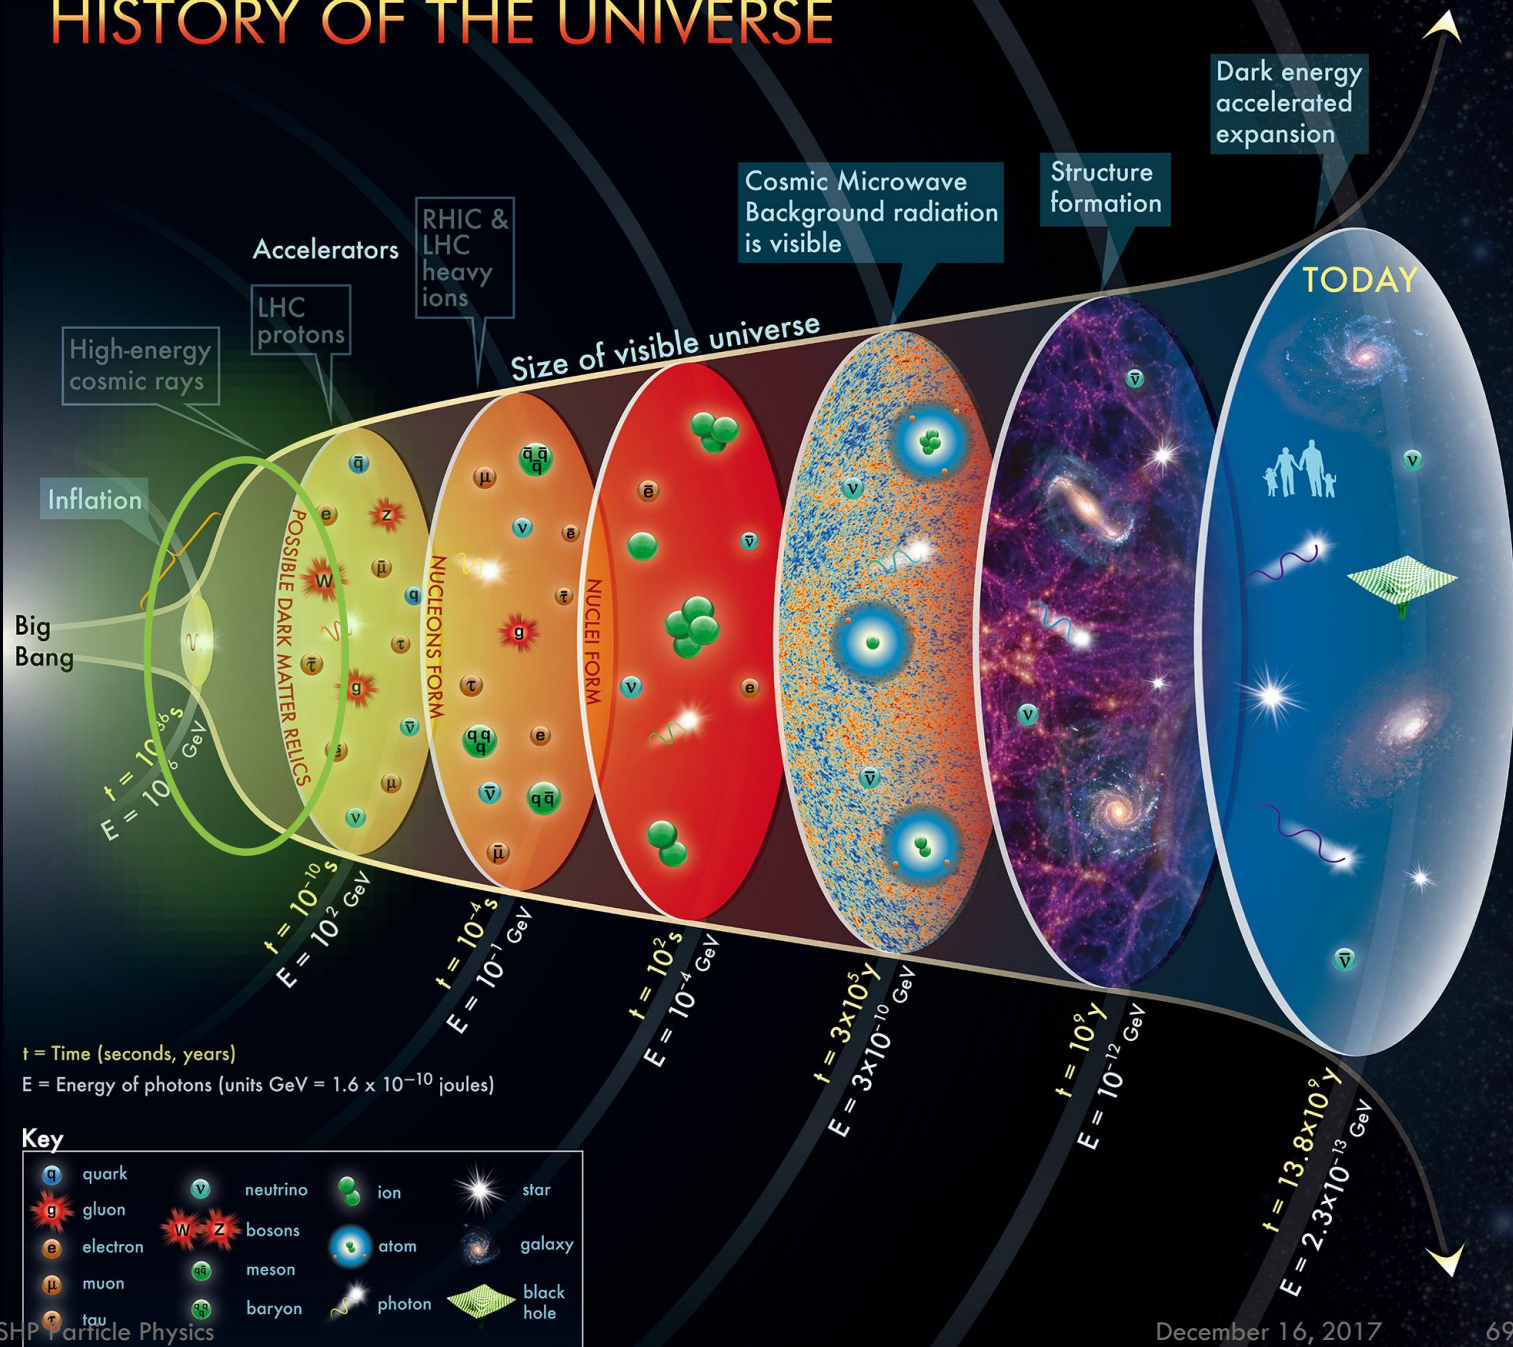 HISTORY OF THE UNIVERSE
Dark energy
accelerated
expansion
Structure
formation
Cosmic Microwave
Background radiation
is visible
RHIC &
LHC
heavy
ions
Accelerators
LHC
protons
High-energy
cosmic rays
Inflation
Size of visible universe
TODAY
Big
Bang
POSSIBLE DARK MATTER RELICS
NUCLEONS FORM
NUCLEI FORM
q̄
e
Z
W
μ̄
q
τ
τ̄
g
ν̄
μ
ν
μ
q̄q̄
q̄
ν
ē
τ̄
g
τ
qq
q
e
ν̄
qq̄
μ̄
ē
ν̄
ν
e
ν
ν̄
ν̄
ν
ν
ν̄
t = 10⁻¹⁰ s
E = 10² GeV
t = 10⁻⁴ s
E = 10⁻¹ GeV
t = 10² s
E = 10⁻⁴ GeV
t = 3x10⁵ y
E = 3x10⁻¹⁰ GeV
t = 10⁹ y
E = 10⁻¹² GeV
t = 13.8x10⁹ y
E = 2.3x10⁻¹³ GeV
t = Time (seconds, years)
E = Energy of photons (units GeV = 1.6 x 10⁻¹⁰ joules)
Key
q quark
g gluon
e electron
μ muon
τ tau
ν neutrino
W Z bosons
qq̄ meson
qq q baryon
ion
atom
photon
star
galaxy
black
hole
SHP Particle Physics
December 16, 2017
69